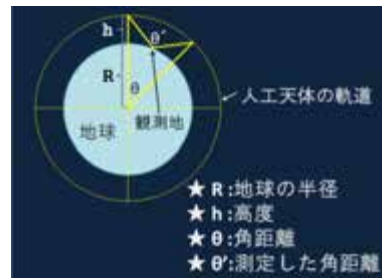 h
θ′
R
θ
人工天体の軌道
地球
観測地
★ R:地球の半径
★ h:高度
★ θ:角距離
★ θ′:測定した角距離